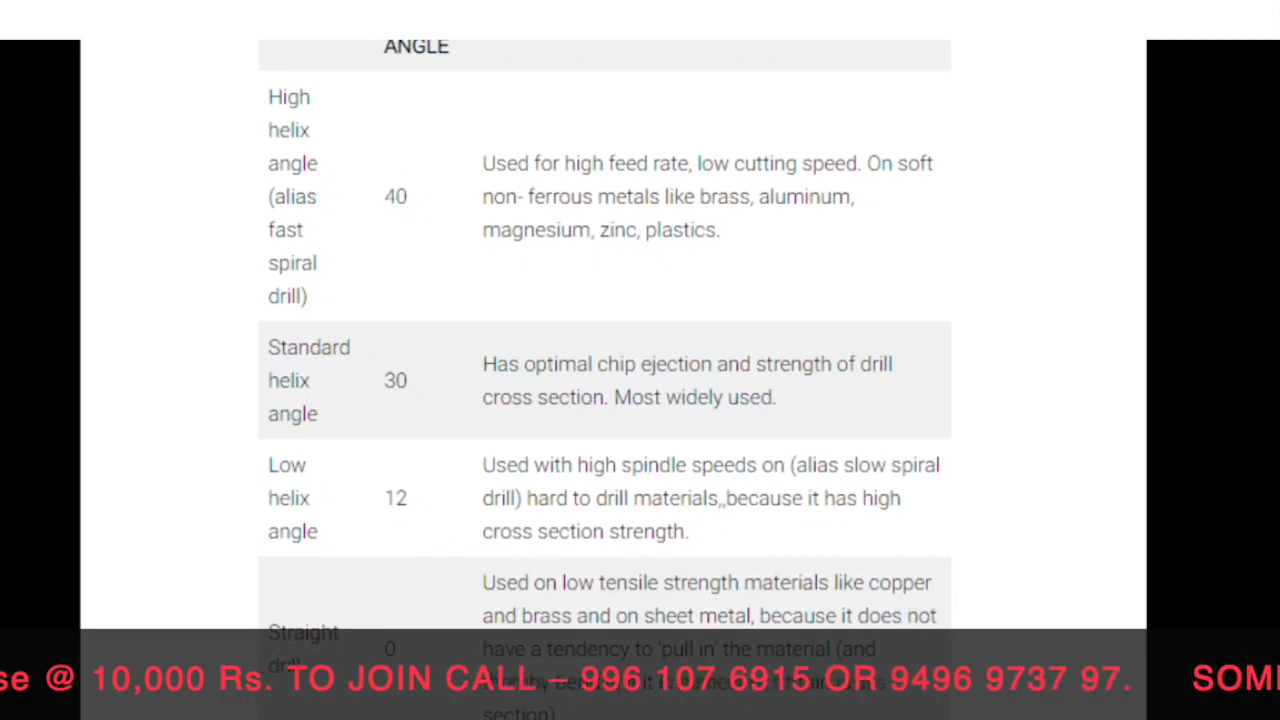 ANGLE
High
helix
angle
(alias
fast
spiral
drill)
40
Used for high feed rate, low cutting speed. On soft
non- ferrous metals like brass, aluminum,
magnesium, zinc, plastics.
Standard
helix
angle
30
Has optimal chip ejection and strength of drill
cross section. Most widely used.
Low
helix
angle
12
Used with high spindle speeds on (alias slow spiral
drill) hard to drill materials,,because it has high
cross section strength.
Straight
drill
0
Used on low tensile strength materials like copper
and brass and on sheet metal, because it does not
have a tendency to 'pull in' the material (and
section)
se @ 10,000 Rs. TO JOIN CALL – 996 107 6915 OR 9496 9737 97. SOM